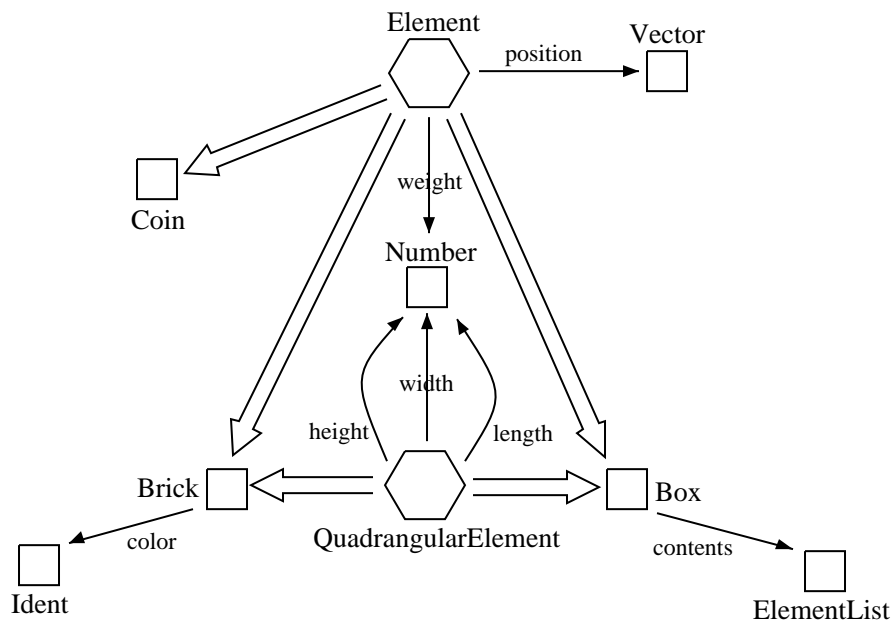 Element
Vector
position
Coin
weight
Number
width
height
length
Brick
Box
QuadrangularElement
color
contents
Ident
ElementList